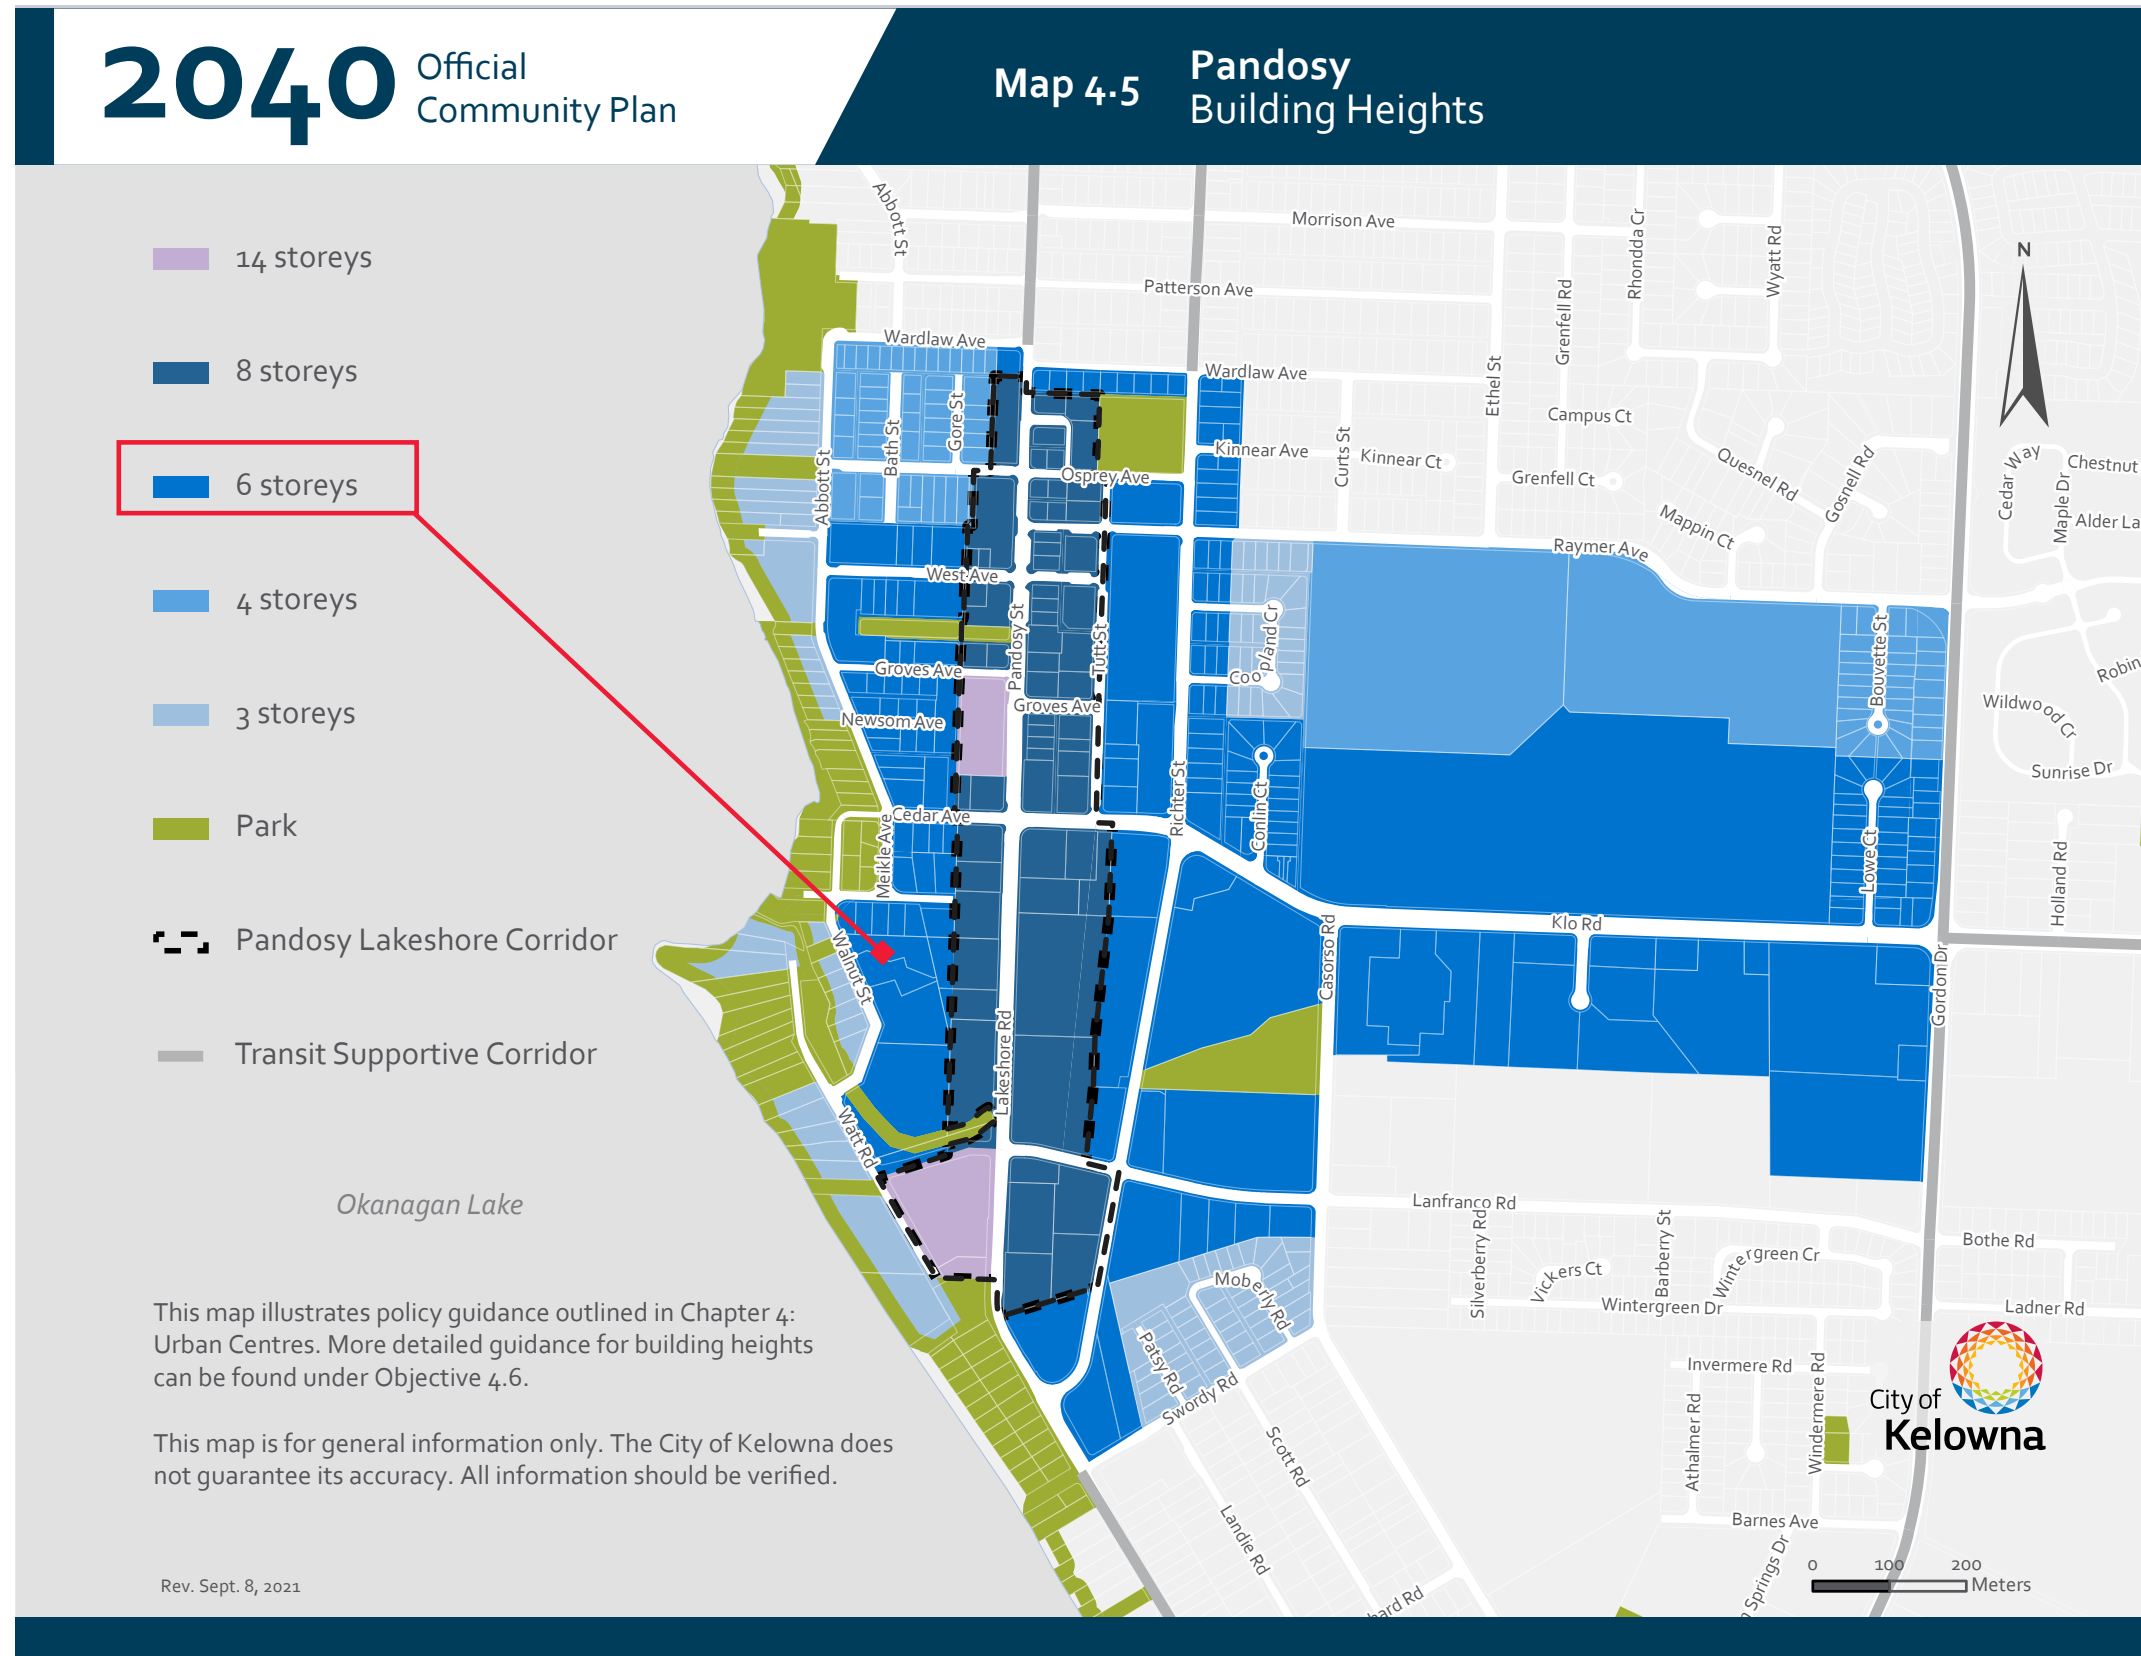 2040 Official
Community Plan
Map 4.5
Pandosy
Building Heights
14 storeys
8 storeys
6 storeys
4 storeys
3 storeys
Park
Pandosy Lakeshore Corridor
Transit Supportive Corridor
Okanagan Lake
This map illustrates policy guidance outlined in Chapter 4:
Urban Centres. More detailed guidance for building heights
can be found under Objective 4.6.
This map is for general information only. The City of Kelowna does
not guarantee its accuracy. All information should be verified.
Rev. Sept. 8, 2021
Abbott St
Morrison Ave
Patterson Ave
Rhondda Cr
Wyatt Rd
Grenfell Rd
N
Wardlaw Ave
Wardlaw Ave
Ethel St
Campus Ct
Gore St
Bath St
Abbott St
Kinnear Ave
Curts St
Kinnear Ct
Grenfell Ct
Quesnel Rd
Gosnell Rd
Cedar Way
Chestnut
Maple Dr
Alder La
Osprey Ave
Mappin Ct
Raymer Ave
West Ave
Pandosy St
Tutt St
Coopland Cr
Bouvette St
Robin
Groves Ave
Groves Ave
Newsom Ave
Wildwood Cr
Sunrise Dr
Richter St
Conlin Ct
Cedar Ave
Meikle Ave
Lowe Ct
Holland Rd
Klo Rd
Casorso Rd
Gordon Dr
Walnut St
Lakeshore Rd
Watt Rd
Lanfranco Rd
Silverberry Rd
Vickers Ct
Barberry St
Wintergreen Cr
Wintergreen Dr
Bothe Rd
Ladner Rd
Moberly Rd
Patsy Rd
Swordy Rd
Scott Rd
Landie Rd
Invermere Rd
Athalmer Rd
Windermere Rd
Barnes Ave
City of
Kelowna
n Springs Dr
hard Rd
0 100 200
Meters